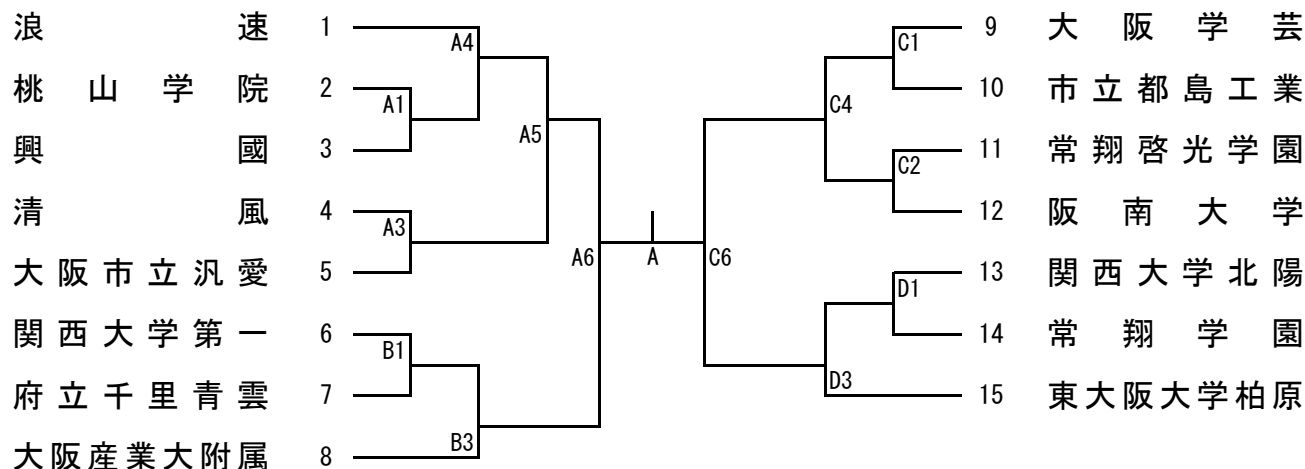 浪速 1
桃山学院 2
興國 3
清風 4
大阪市立汎愛 5
関西大学第一 6
府立千里青雲 7
大阪産業大附属 8
A4
A1
A5
A3
A6
B1
B3
A
C1
C4
C2
C6
D1
D3
9 大阪学芸
10 市立都島工業
11 常翔啓光学園
12 阪南大学
13 関西大学北陽
14 常翔学園
15 東大阪大学柏原